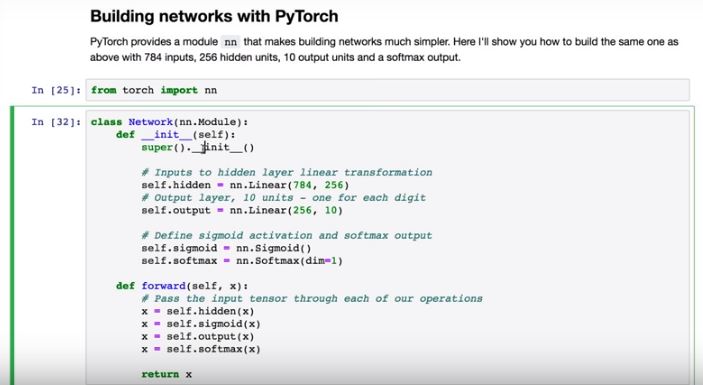 Building networks with PyTorch
PyTorch provides a module nn that makes building networks much simpler. Here I'll show you how to build the same one as
above with 784 inputs, 256 hidden units, 10 output units and a softmax output.
In [25]: from torch import nn
In [32]: class Network(nn.Module):
def __init__(self):
super().__init__()
# Inputs to hidden layer linear transformation
self.hidden = nn.Linear(784, 256)
# Output layer, 10 units - one for each digit
self.output = nn.Linear(256, 10)
# Define sigmoid activation and softmax output
self.sigmoid = nn.Sigmoid()
self.softmax = nn.Softmax(dim=1)
def forward(self, x):
# Pass the input tensor through each of our operations
x = self.hidden(x)
x = self.sigmoid(x)
x = self.output(x)
x = self.softmax(x)
return x